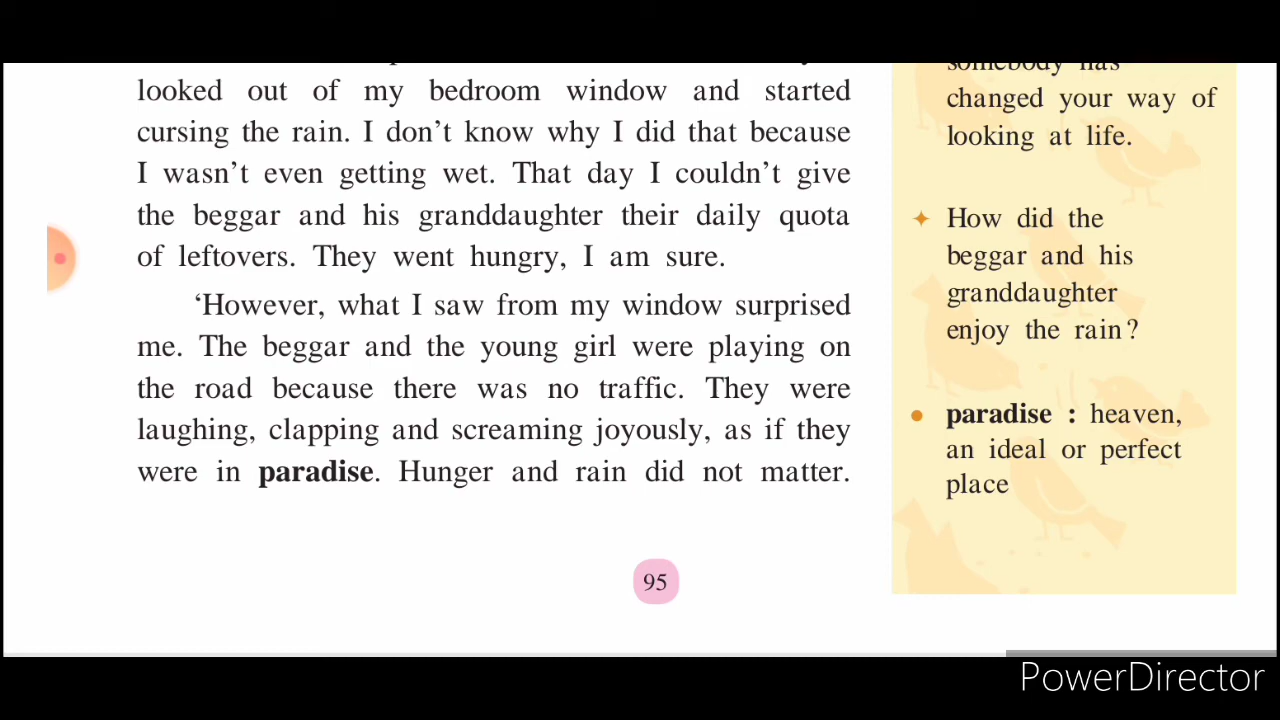 looked out of my bedroom window and started
cursing the rain. I don't know why I did that because
I wasn't even getting wet. That day I couldn't give
the beggar and his granddaughter their daily quota
of leftovers. They went hungry, I am sure.
‘However, what I saw from my window surprised
me. The beggar and the young girl were playing on
the road because there was no traffic. They were
laughing, clapping and screaming joyously, as if they
were in paradise. Hunger and rain did not matter.
95
somebody has
changed your way of
looking at life.
✦ How did the
beggar and his
granddaughter
enjoy the rain?
● paradise : heaven,
an ideal or perfect
place
PowerDirector